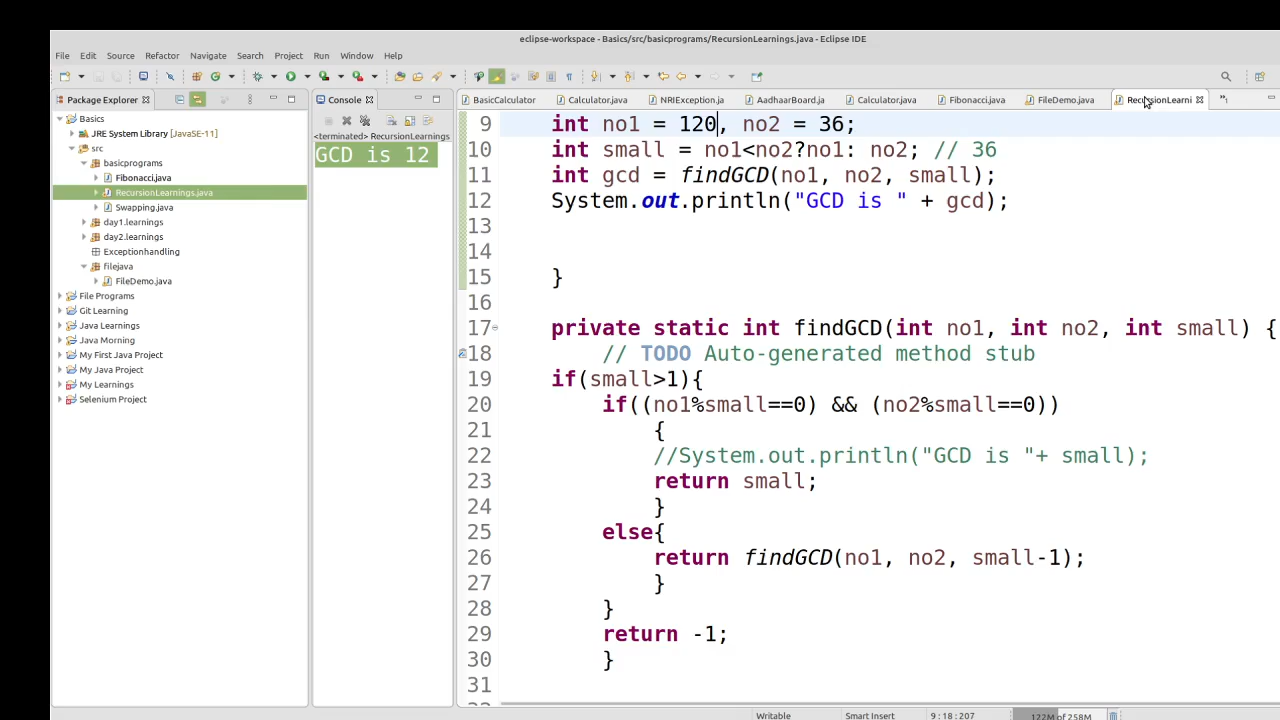 eclipse-workspace - Basics/src/basicprograms/RecursionLearnings.java - Eclipse IDE
File Edit Source Refactor Navigate Search Project Run Window Help
Package Explorer
Basics
JRE System Library [JavaSE-11]
src
basicprograms
Fibonacci.java
RecursionLearnings.java
Swapping.java
day1.learnings
day2.learnings
Exceptionhandling
filejava
FileDemo.java
File Programs
Git Learning
Java Learnings
Java Morning
My First Java Project
My Java Project
My Learnings
Selenium Project
Console
<terminated> RecursionLearnings
GCD is 12
BasicCalculator Calculator.java NRIException.ja AadhaarBoard.ja Calculator.java Fibonacci.java FileDemo.java RecursionLearni
9 int no1 = 120, no2 = 36;
10 int small = no1<no2?no1: no2; // 36
11 int gcd = findGCD(no1, no2, small);
12 System.out.println("GCD is " + gcd);
13
14
15 }
16
17 private static int findGCD(int no1, int no2, int small) {
18 // TODO Auto-generated method stub
19 if(small>1){
20 if((no1%small==0) && (no2%small==0))
21 {
22 //System.out.println("GCD is "+ small);
23 return small;
24 }
25 else{
26 return findGCD(no1, no2, small-1);
27 }
28 }
29 return -1;
30 }
31
Writable Smart Insert 9:18:207 122M of 258M